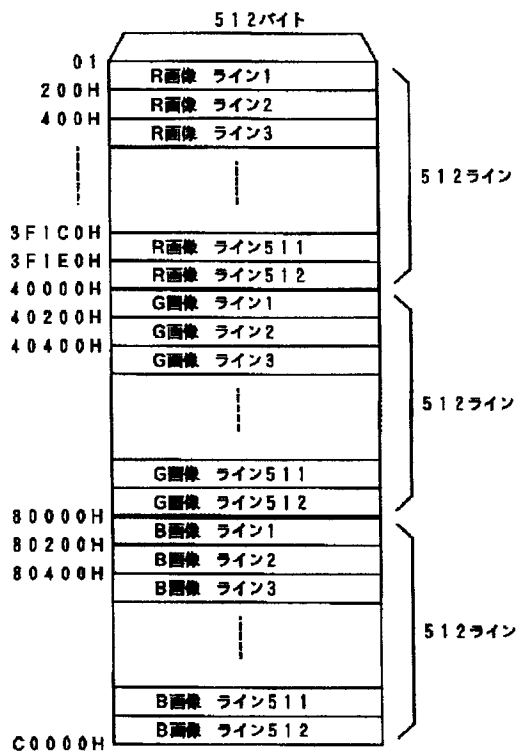 512バイト
01
R画像 ライン1
200H
R画像 ライン2
400H
R画像 ライン3
512ライン
3F1C0H
R画像 ライン511
3F1E0H
R画像 ライン512
40000H
G画像 ライン1
40200H
G画像 ライン2
40400H
G画像 ライン3
512ライン
G画像 ライン511
G画像 ライン512
80000H
B画像 ライン1
80200H
B画像 ライン2
80400H
B画像 ライン3
512ライン
B画像 ライン511
B画像 ライン512
C0000H